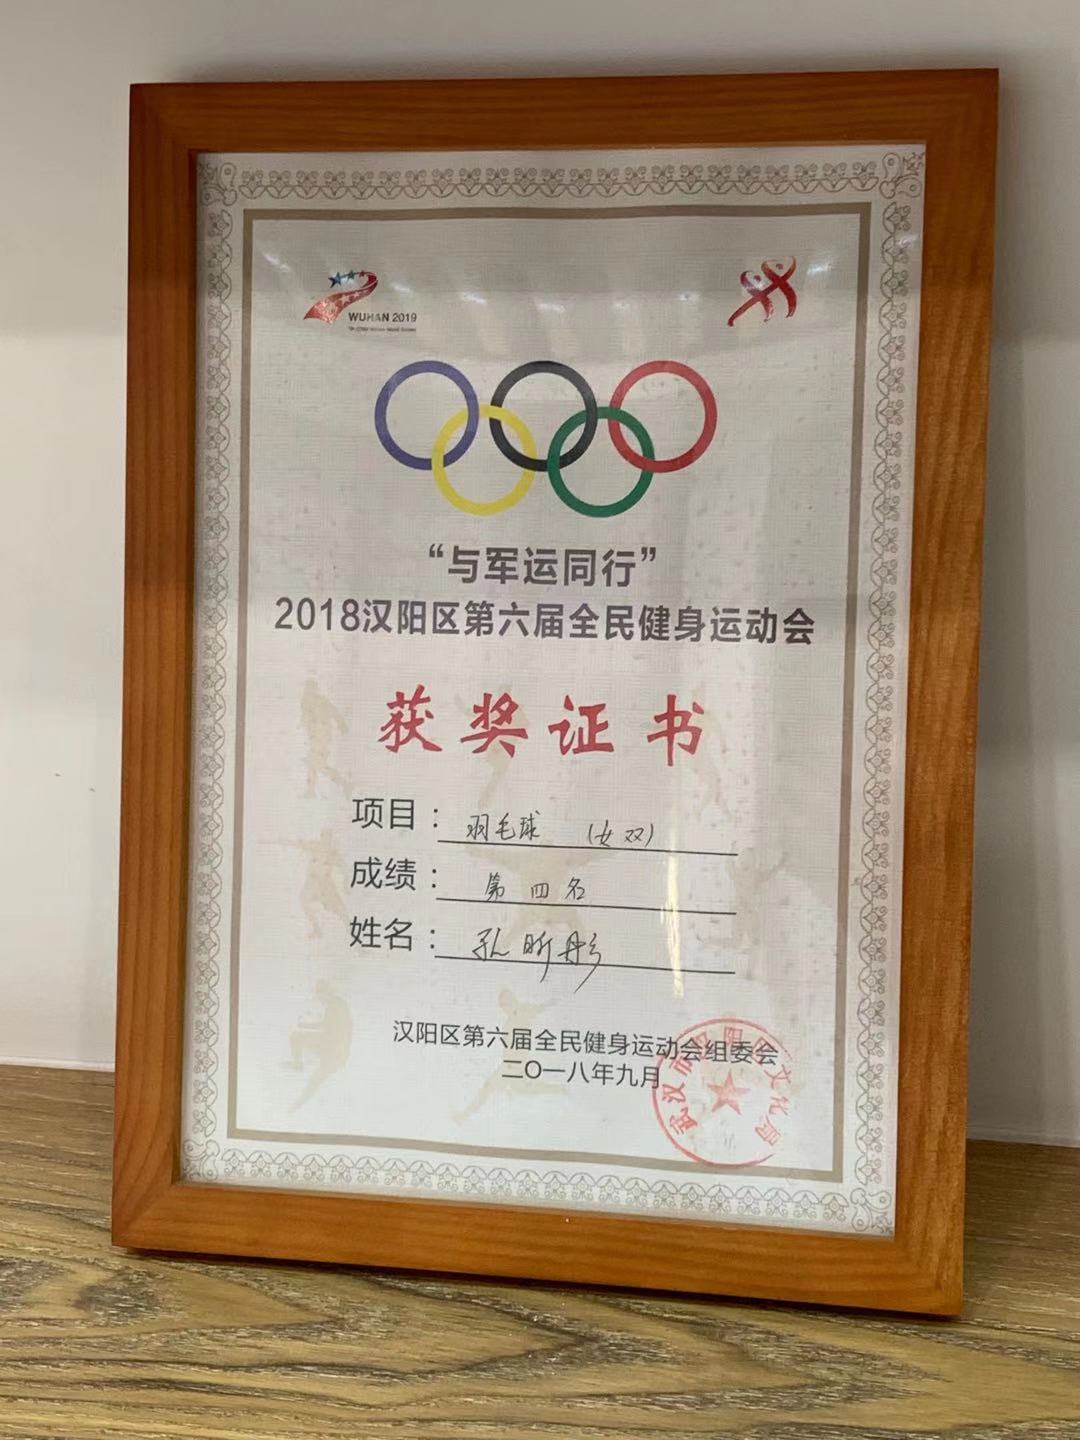 WUHAN 2019
“与军运同行”
2018汉阳区第六届全民健身运动会
获奖证书
项目：羽毛球 （女双）
成绩：第四名
姓名：孔昕彤
汉阳区第六届全民健身运动会组委会
二〇一八年九月